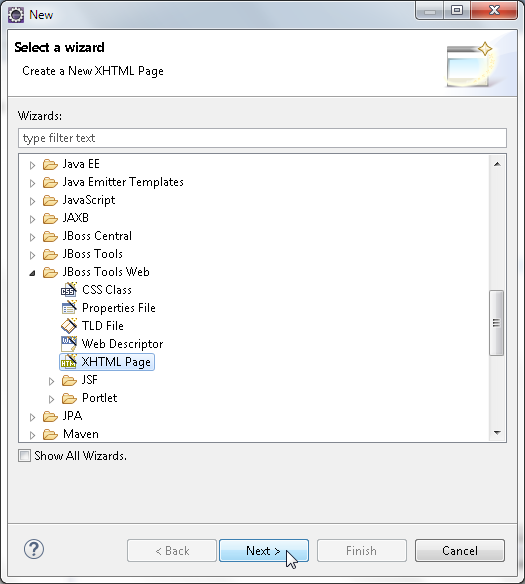 New
Select a wizard
Create a New XHTML Page
Wizards:
type filter text
Java EE
Java Emitter Templates
JavaScript
JAXB
JBoss Central
JBoss Tools
JBoss Tools Web
CSS Class
Properties File
TLD File
Web Descriptor
XHTML Page
JSF
Portlet
JPA
Maven
Show All Wizards.
< Back Next > Finish Cancel